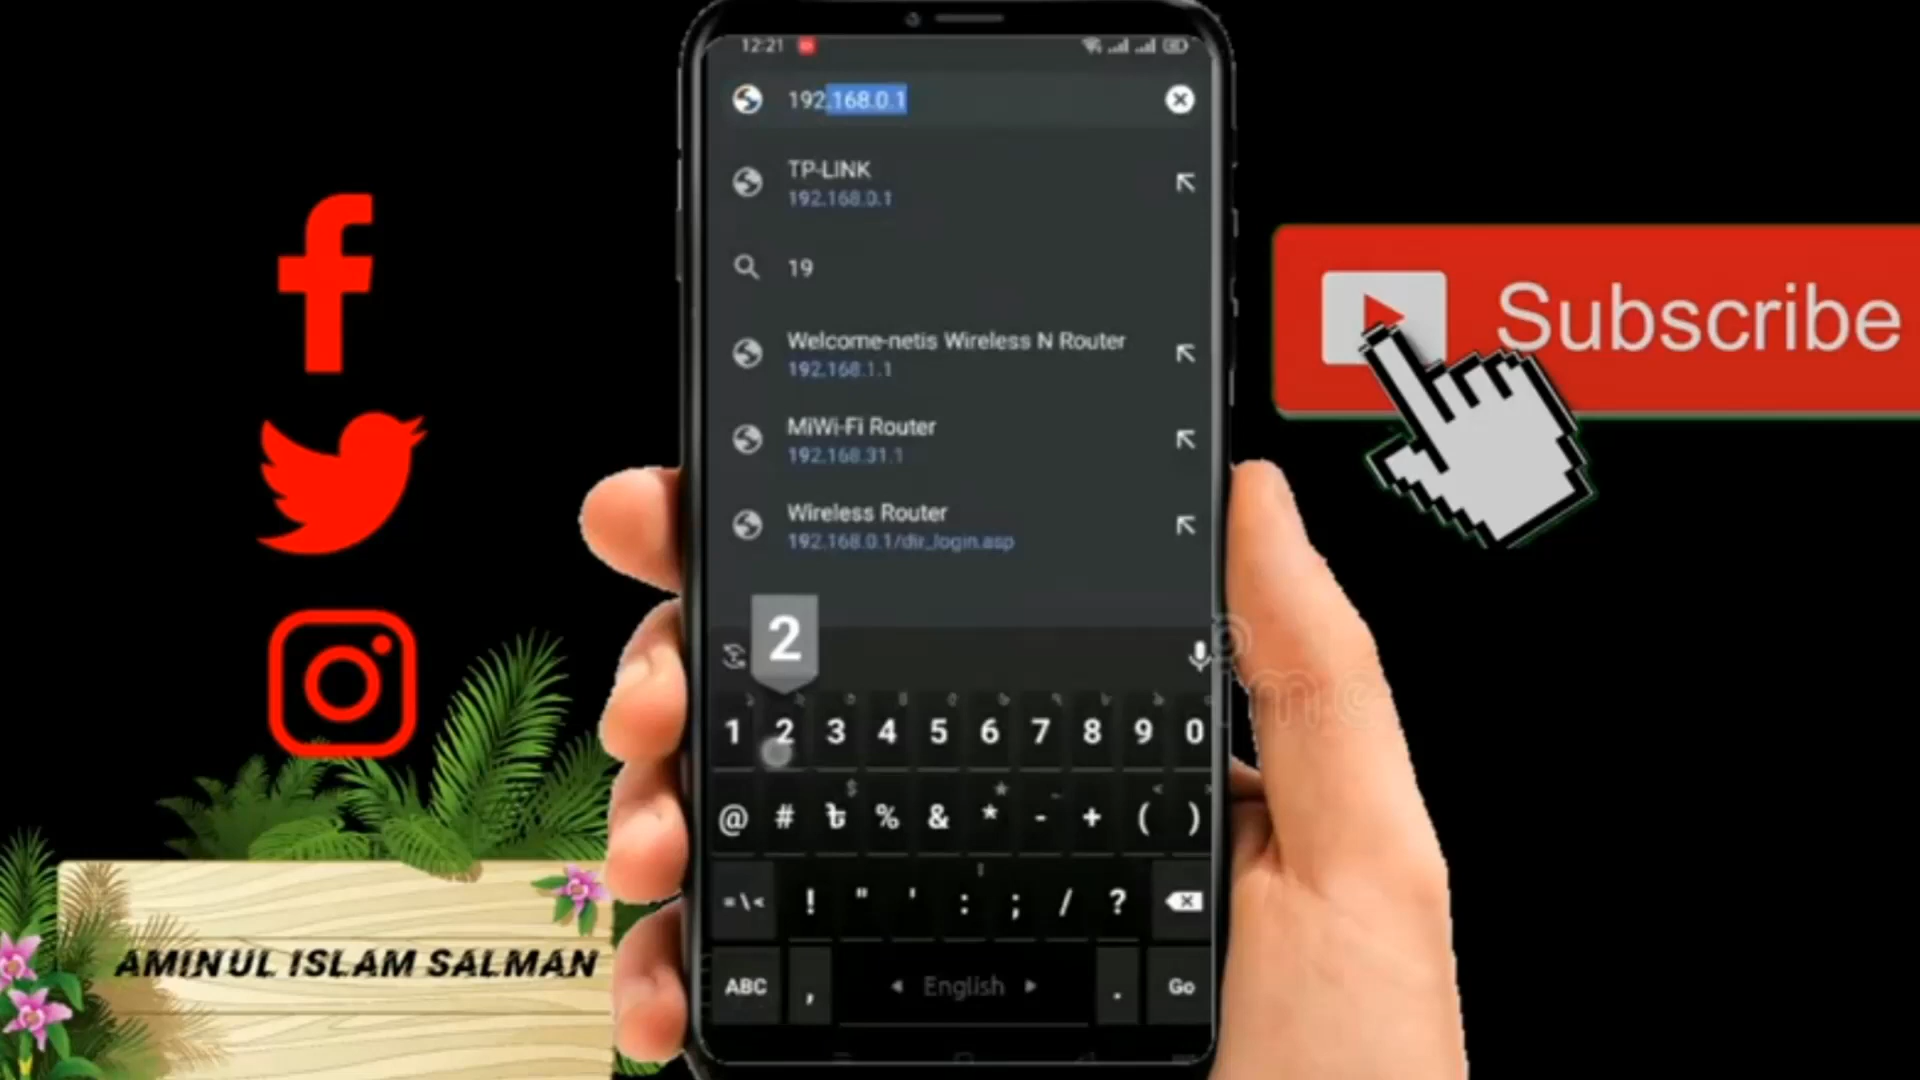 12:21
192.168.0.1
TP-LINK
192.168.0.1
19
Welcome-netis Wireless N Router
192.168.1.1
MiWi-Fi Router
192.168.31.1
Wireless Router
192.168.0.1/dir_login.asp
2
1 2 3 4 5 6 7 8 9 0
@ # ৳ % & * - + ( )
=\< ! " ' : ; / ?
ABC , English . Go
Subscribe
AMINUL ISLAM SALMAN